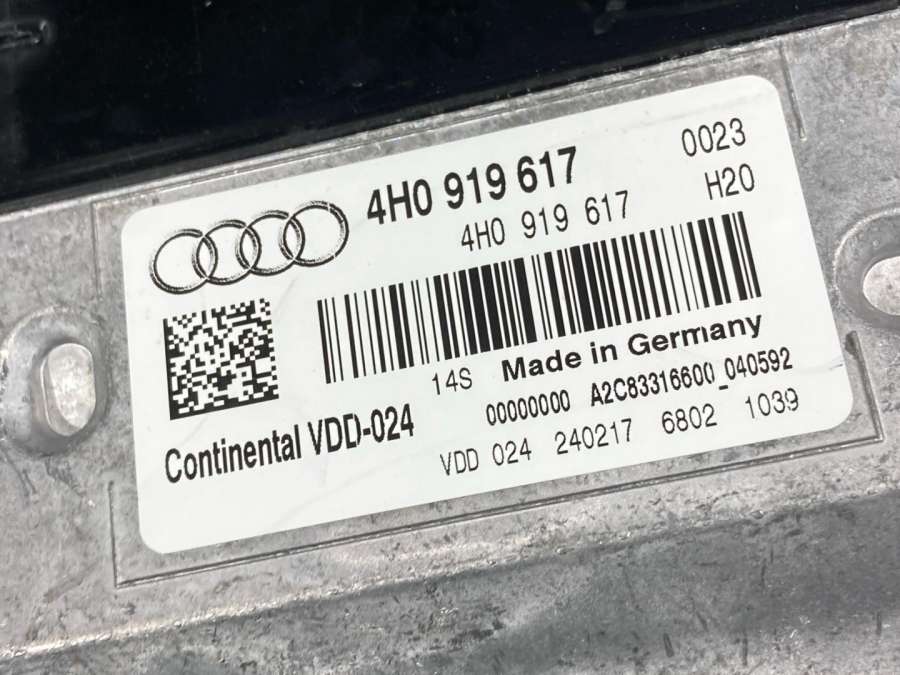 4H0 919 617 0023
4H0 919 617 H20
14S Made in Germany
00000000 A2C83316600_040592
Continental VDD-024
VDD 024 240217 6802 1039